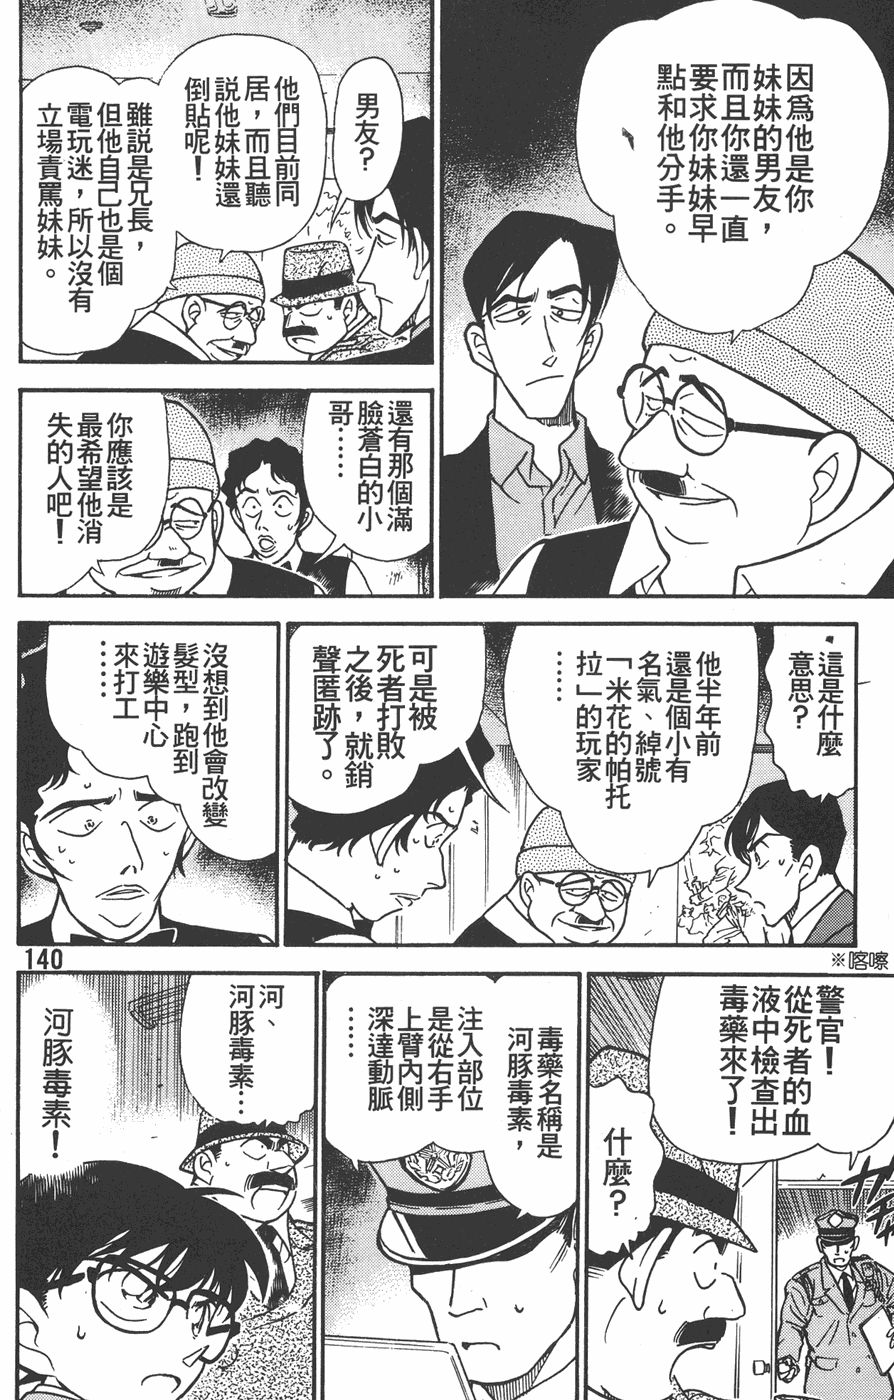 因為他是你
妹妹的男友，
而且你還一直
要求你妹妹早
點和他分手。
男友？
他們目前同
居，而且聽
說他妹妹還
倒貼呢！
雖説是兄長，
但他自己也是個
電玩迷，所以沒有
立場責罵妹妹。
還有那個滿
臉蒼白的小
哥……
你應該是
最希望他消
失的人吧！
這是什麼
意思？
他半年前
還是個小有
名氣、綽號
「米花的帕托
拉」的玩家
……
可是被
死者打敗
之後，就銷
聲匿跡了。
沒想到他會改變
髮型，跑到
遊樂中心
來打工
……
140
※喀嚓
警官！
從死者的血
液中檢查出
毒藥來了！
什麼？
毒藥名稱是
河豚毒素，
注入部位
是從右手
上臂內側
深達動脈
……
河、
河豚毒素…
河豚毒素！